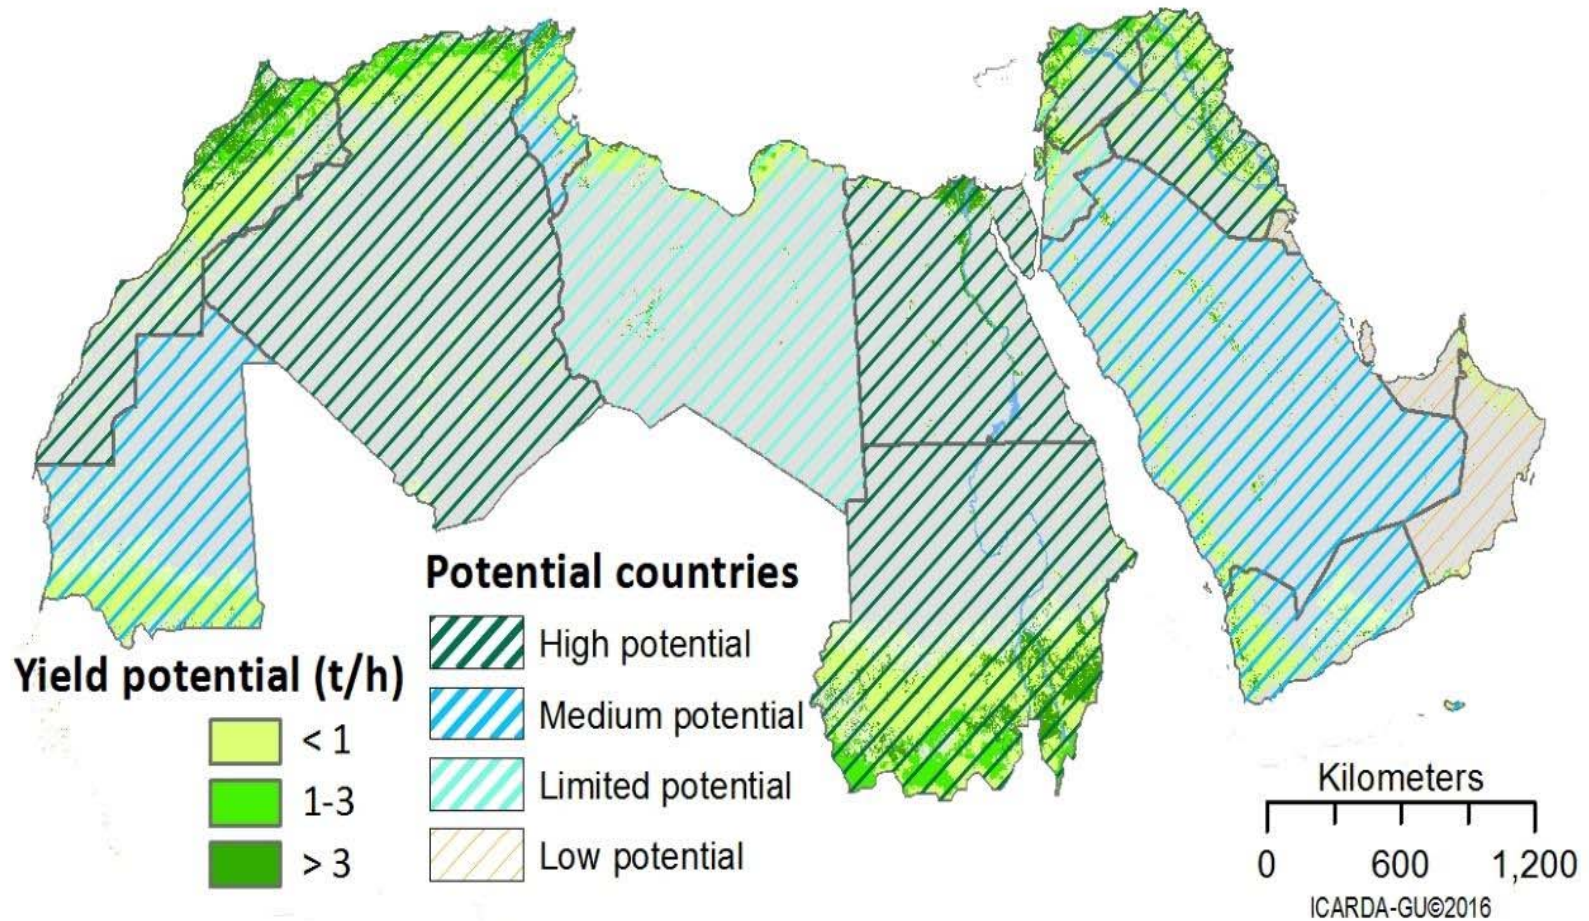 Potential countries
High potential
Medium potential
Limited potential
Low potential
Yield potential (t/h)
< 1
1-3
> 3
Kilometers
0 600 1,200
ICARDA-GU©2016